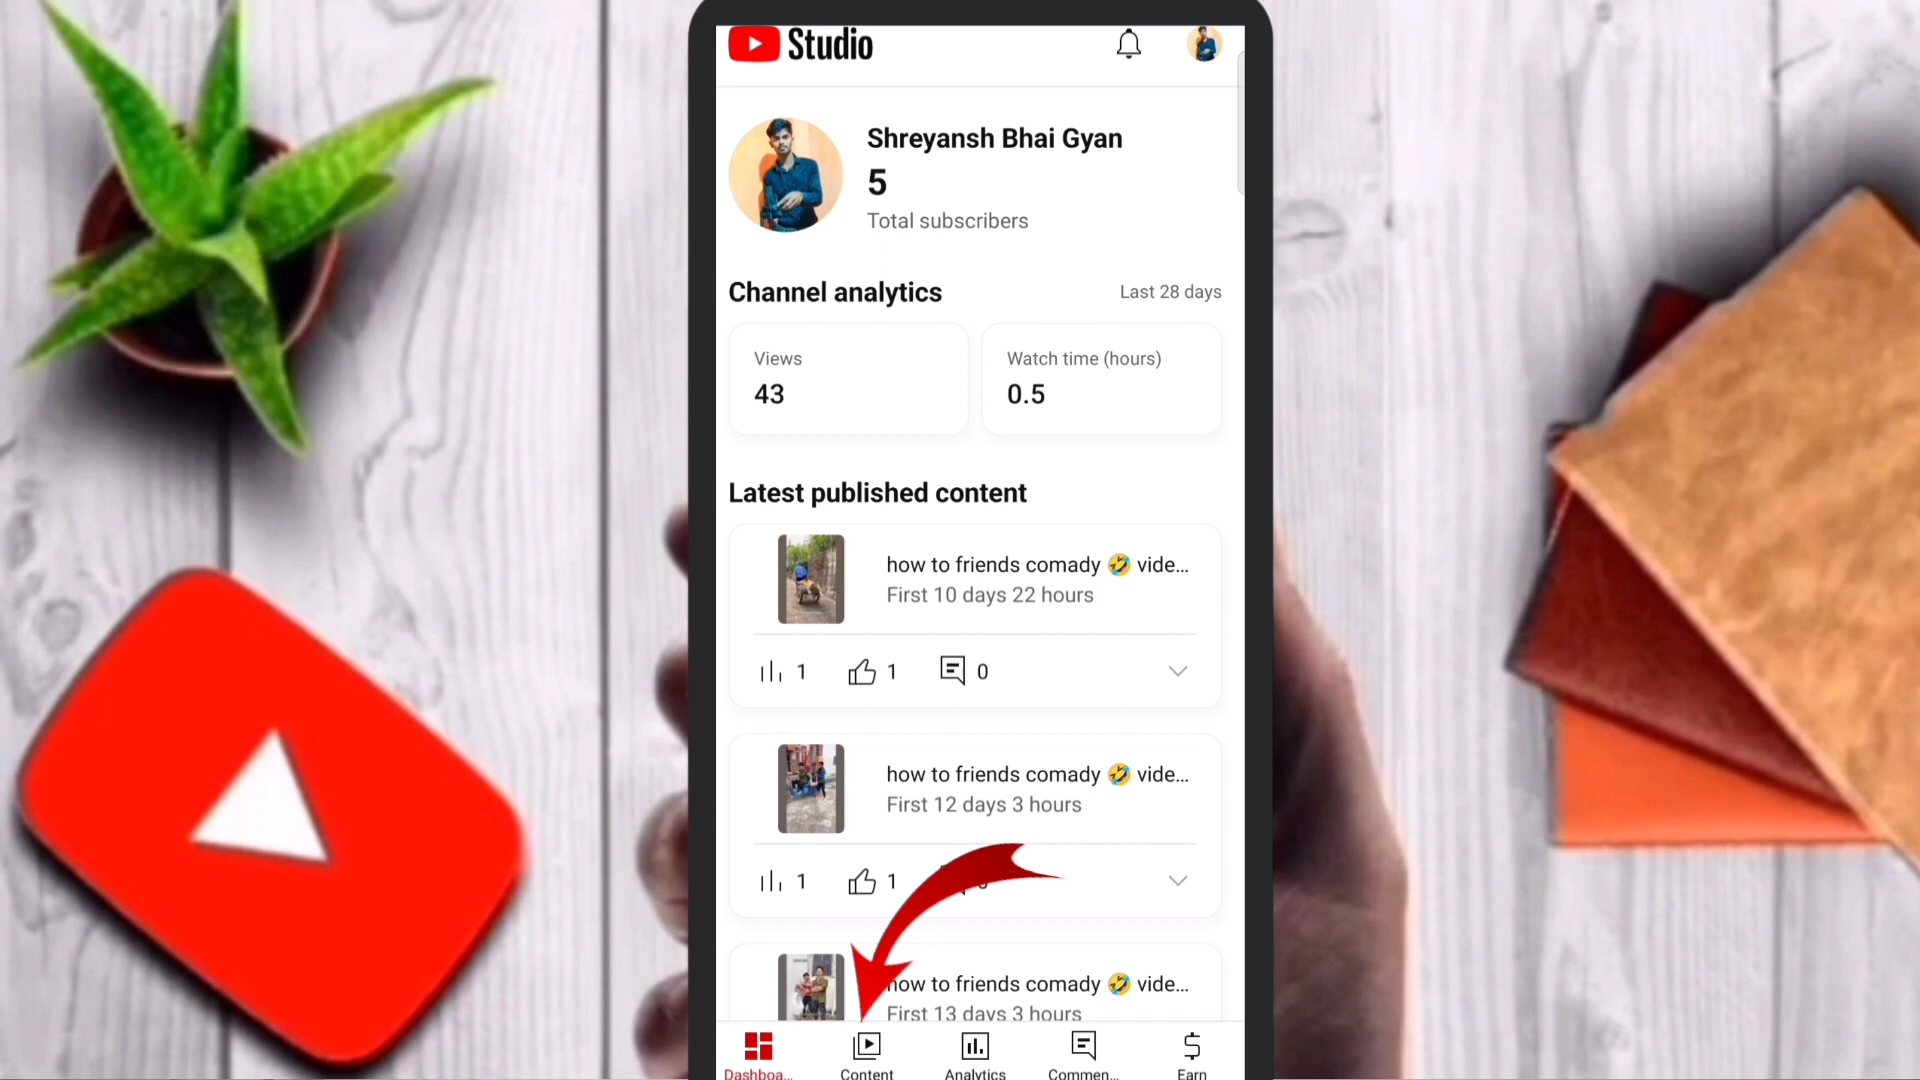 Studio
Shreyansh Bhai Gyan
5
Total subscribers
Channel analytics
Last 28 days
Views
43
Watch time (hours)
0.5
Latest published content
how to friends comady 🤣 vide...
First 10 days 22 hours
1
1
0
how to friends comady 🤣 vide...
First 12 days 3 hours
1
1
how to friends comady 🤣 vide...
First 13 days 3 hours
Dashboa...
Content
Analytics
Commen...
Earn